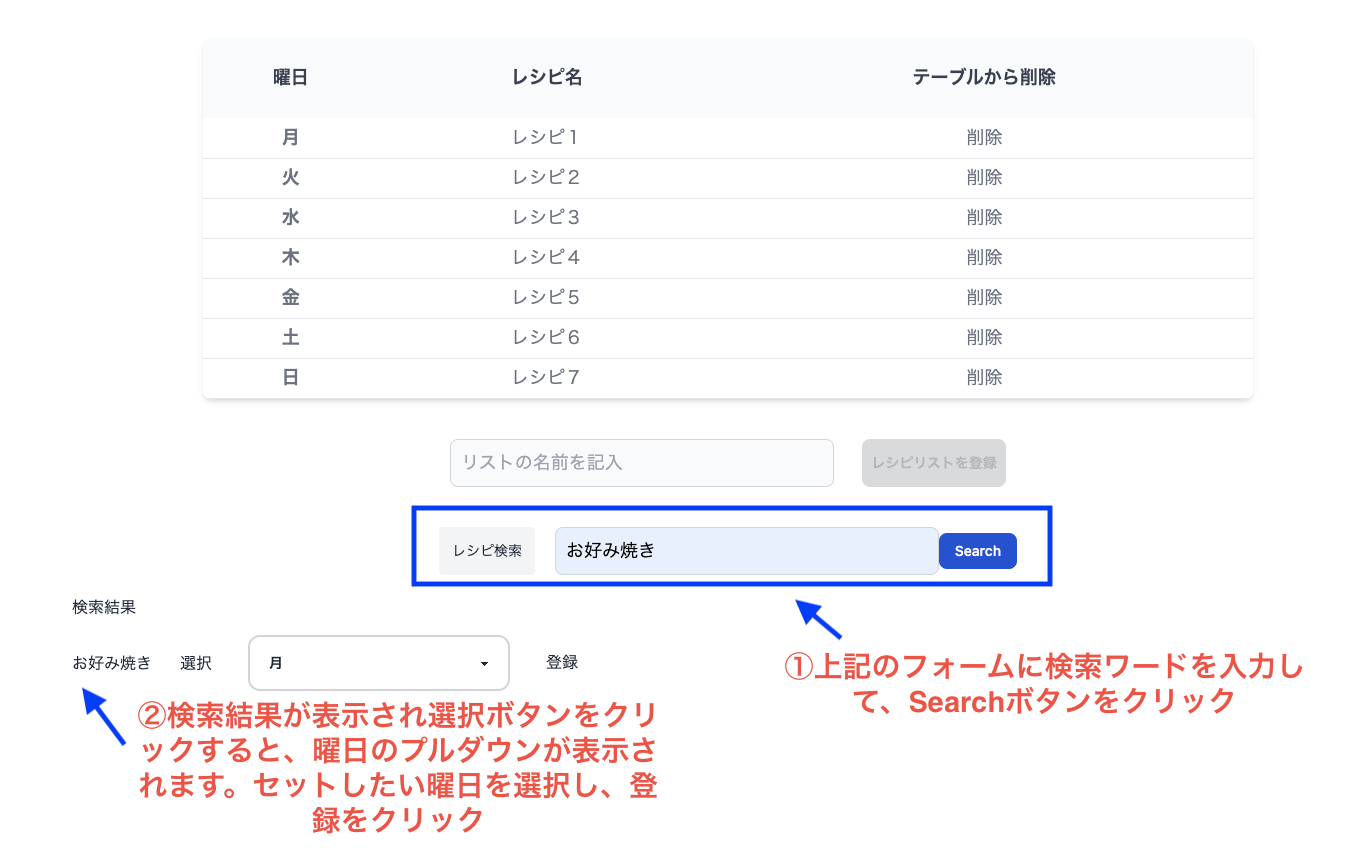 曜日 レシピ名 テーブルから削除
月 レシピ1 削除
火 レシピ2 削除
水 レシピ3 削除
木 レシピ4 削除
金 レシピ5 削除
土 レシピ6 削除
日 レシピ7 削除
リストの名前を記入 レシピリストを登録
レシピ検索 お好み焼き Search
検索結果
お好み焼き 選択 月 登録
①上記のフォームに検索ワードを入力し
て、Searchボタンをクリック
②検索結果が表示され選択ボタンをクリ
ックすると、曜日のプルダウンが表示さ
れます。セットしたい曜日を選択し、登
録をクリック